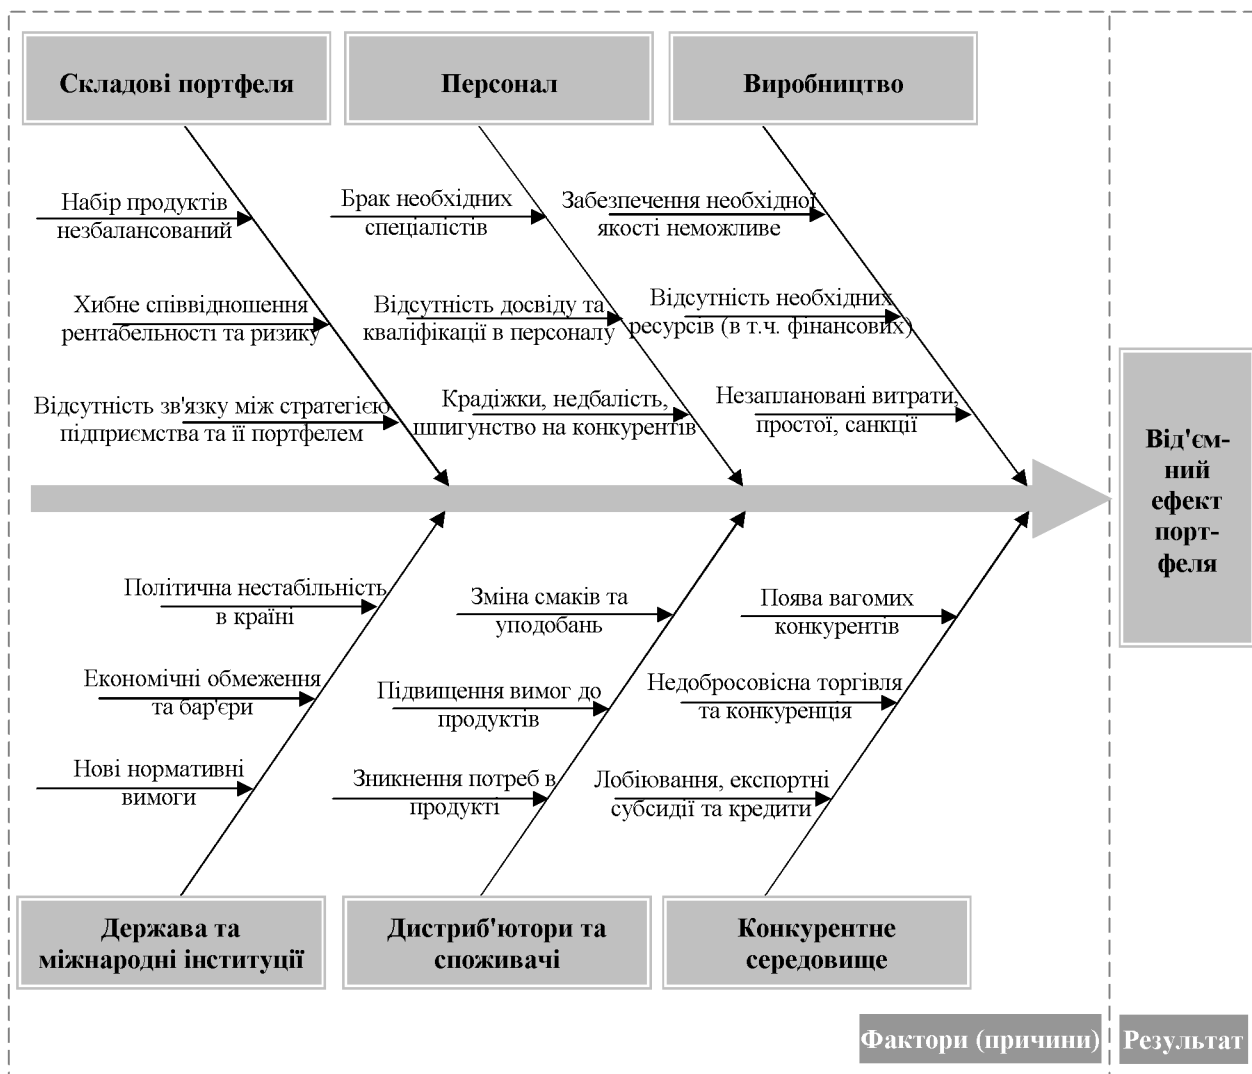 Складові портфеля
Персонал
Виробництво
Набір продуктів
незбалансований
Хибне співвідношення
рентабельності та ризику
Відсутність зв'язку між стратегією
підприємства та її портфелем
Брак необхідних
спеціалістів
Відсутність досвіду та
кваліфікації в персоналу
Крадіжки, недбалість,
шпигунство на конкурентів
Забезпечення необхідної
якості неможливе
Відсутність необхідних
ресурсів (в т.ч. фінансових)
Незаплановані витрати,
простої, санкції
Від'єм-
ний
ефект
порт-
феля
Політична нестабільність
в країні
Економічні обмеження
та бар'єри
Нові нормативні
вимоги
Зміна смаків та
уподобань
Підвищення вимог до
продуктів
Зникнення потреб в
продукті
Поява вагомих
конкурентів
Недобросовісна торгівля
та конкуренція
Лобіювання, експортні
субсидії та кредити
Держава та
міжнародні інституції
Дистриб'ютори та
споживачі
Конкурентне
середовище
Фактори (причини)
Результат